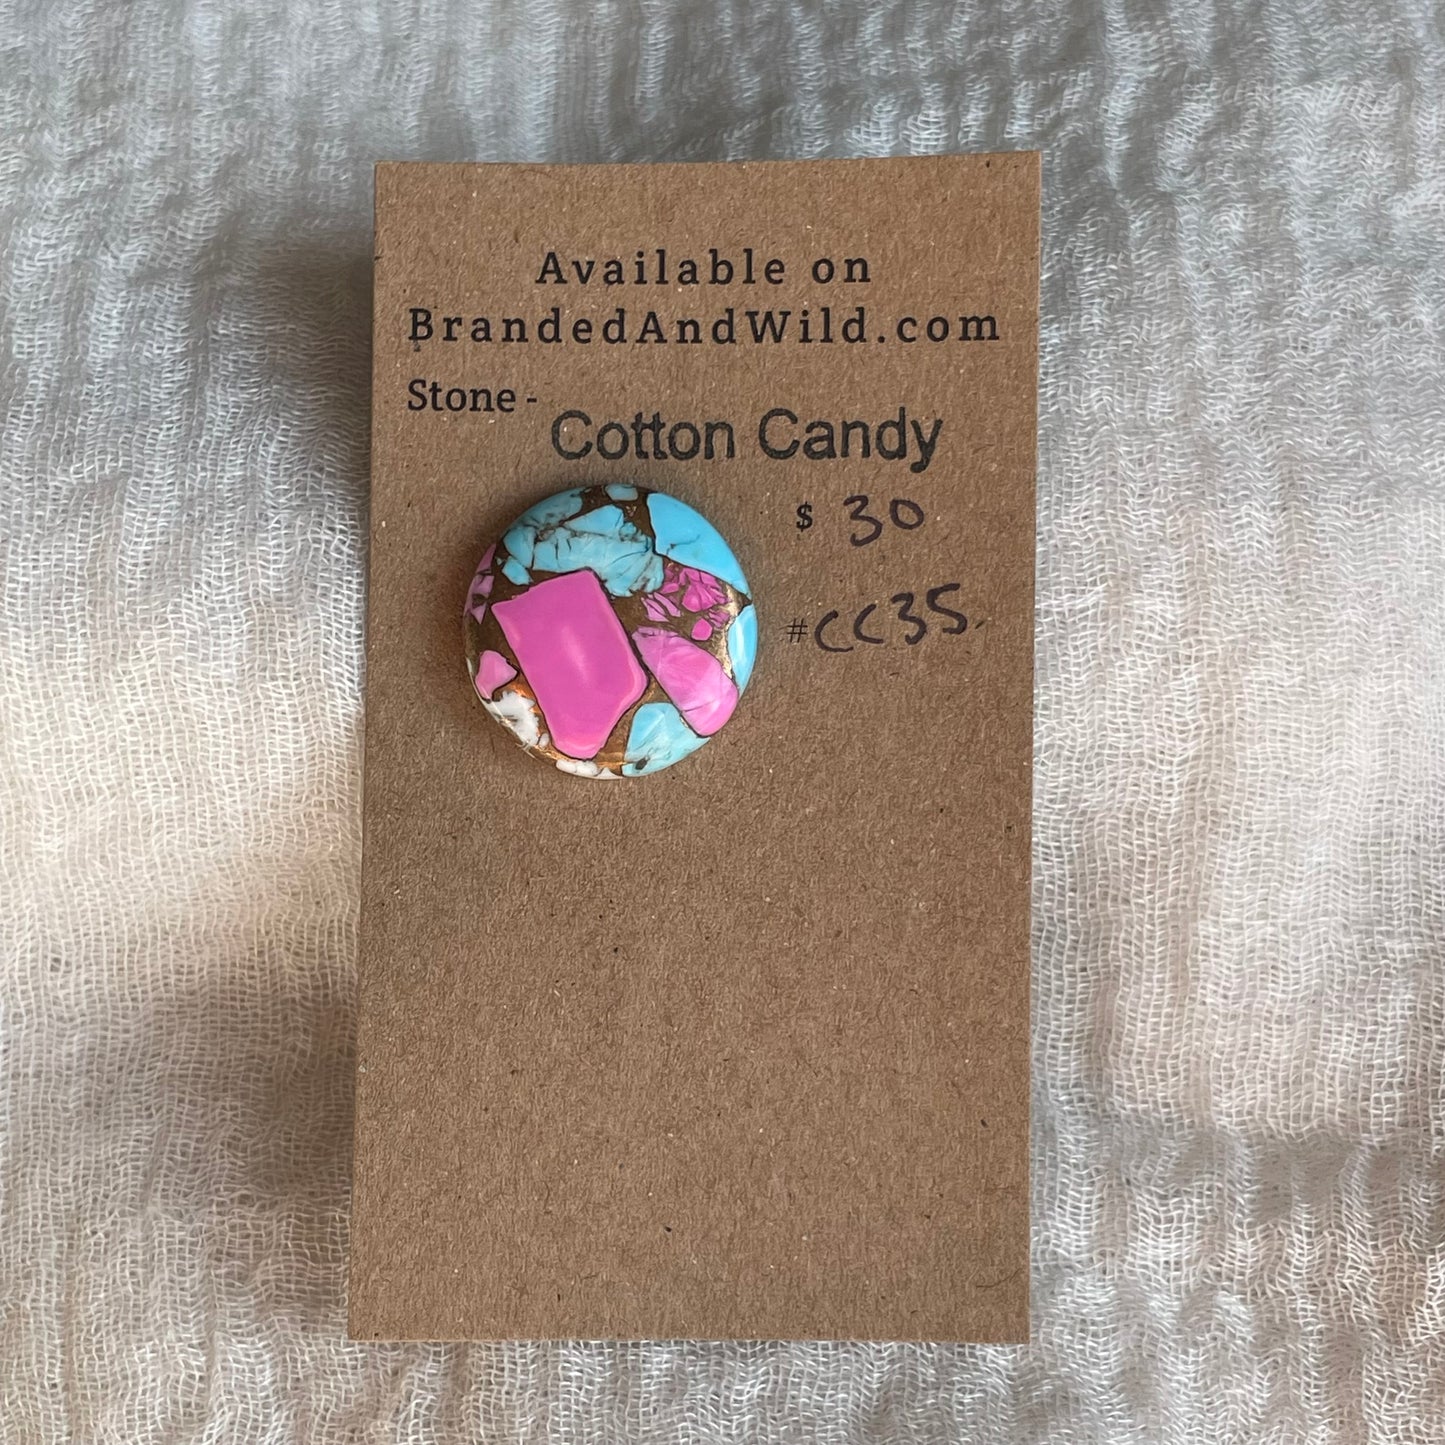 Available on
BrandedAndWild.com
Stone - Cotton Candy
$ 30
#CC35